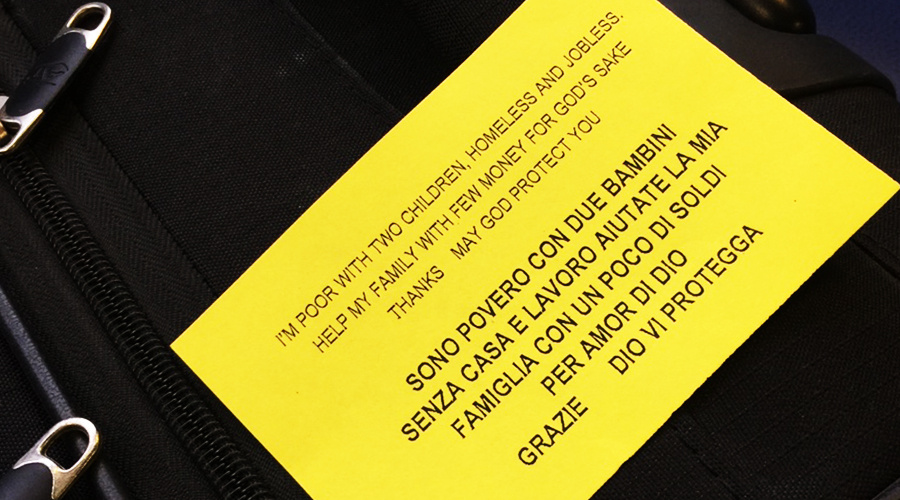 I'M POOR WITH TWO CHILDREN, HOMELESS AND JOBLESS.
HELP MY FAMILY WITH FEW MONEY FOR GOD'S SAKE
THANKS MAY GOD PROTECT YOU
SONO POVERO CON DUE BAMBINI
SENZA CASA E LAVORO AIUTATE LA MIA
FAMIGLIA CON UN POCO DI SOLDI
PER AMOR DI DIO
GRAZIE DIO VI PROTEGGA